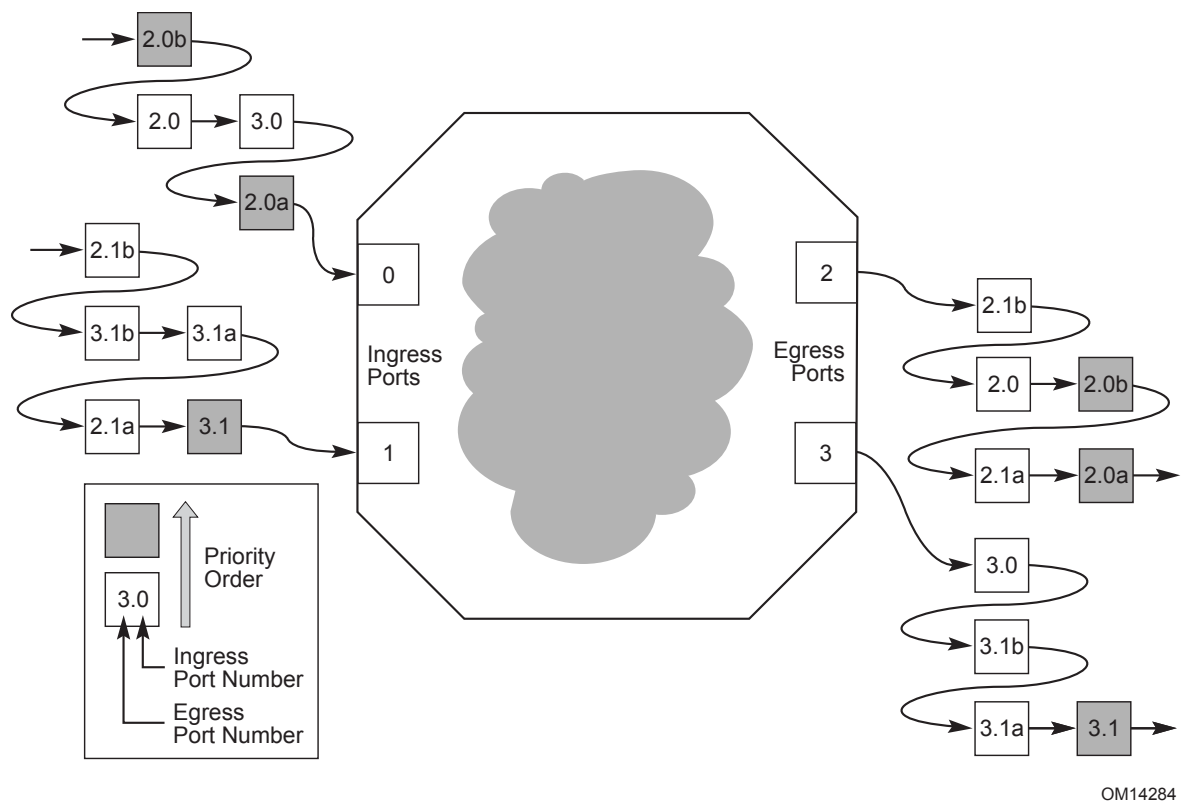 2.0b
2.0
3.0
2.0a
2.1b
3.1b
3.1a
2.1a
3.1
0
Ingress
Ports
1
2
Egress
Ports
3
2.1b
2.0
2.0b
2.1a
2.0a
3.0
3.1b
3.1a
3.1
Priority
Order
3.0
Ingress
Port Number
Egress
Port Number
OM14284